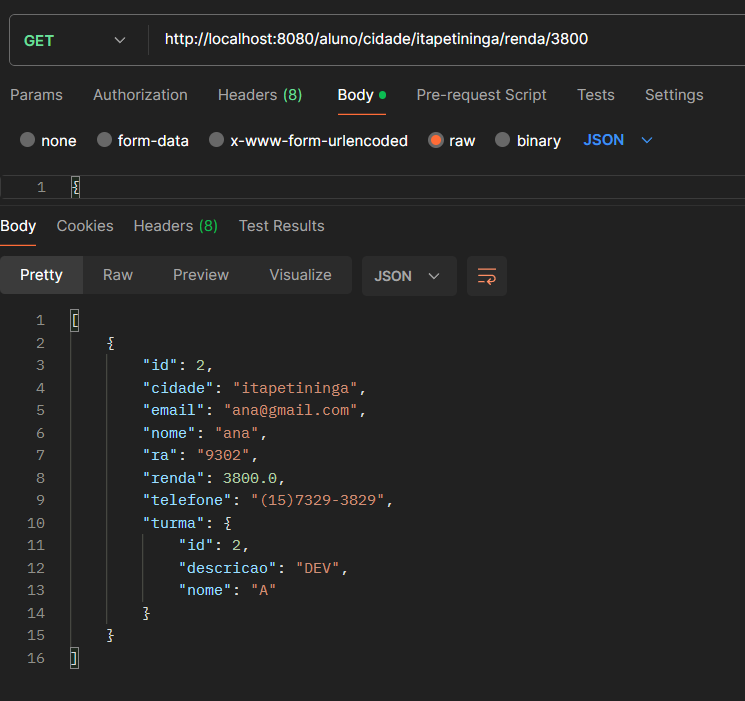 GET http://localhost:8080/aluno/cidade/itapetininga/renda/3800
Params Authorization Headers (8) Body Pre-request Script Tests Settings
none form-data x-www-form-urlencoded raw binary JSON
1 {
Body Cookies Headers (8) Test Results
Pretty Raw Preview Visualize JSON
1 [
2 {
3 "id": 2,
4 "cidade": "itapetininga",
5 "email": "ana@gmail.com",
6 "nome": "ana",
7 "ra": "9302",
8 "renda": 3800.0,
9 "telefone": "(15)7329-3829",
10 "turma": {
11 "id": 2,
12 "descricao": "DEV",
13 "nome": "A"
14 }
15 }
16 ]